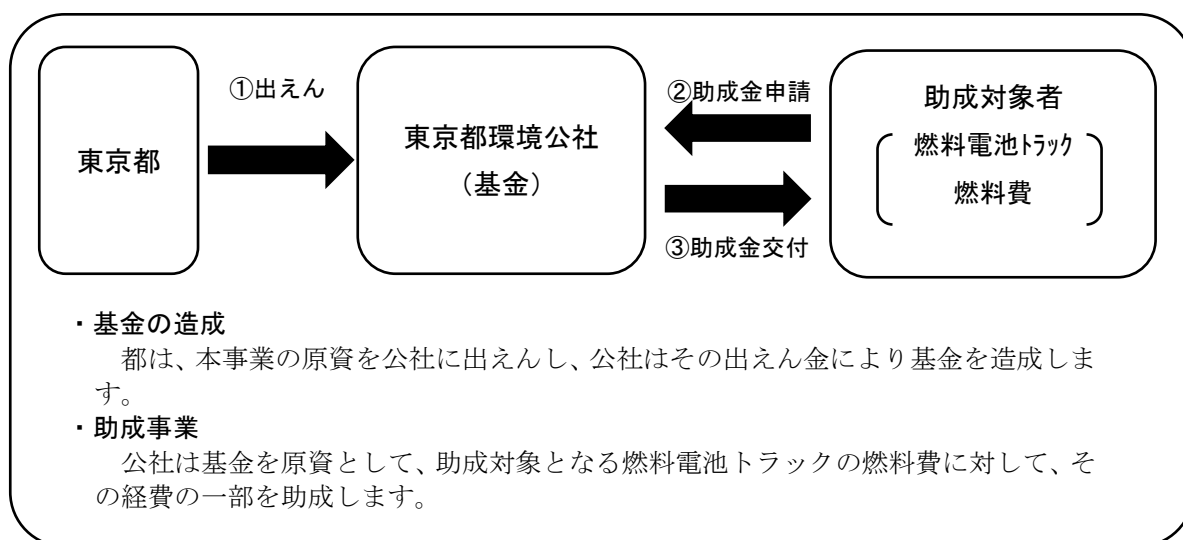 東京都
①出えん
東京都環境公社
（基金）
②助成金申請
③助成金交付
助成対象者
燃料電池ﾄﾗｯｸ
燃料費
・基金の造成
都は、本事業の原資を公社に出えんし、公社はその出えん金により基金を造成しま
す。
・助成事業
公社は基金を原資として、助成対象となる燃料電池トラックの燃料費に対して、そ
の経費の一部を助成します。